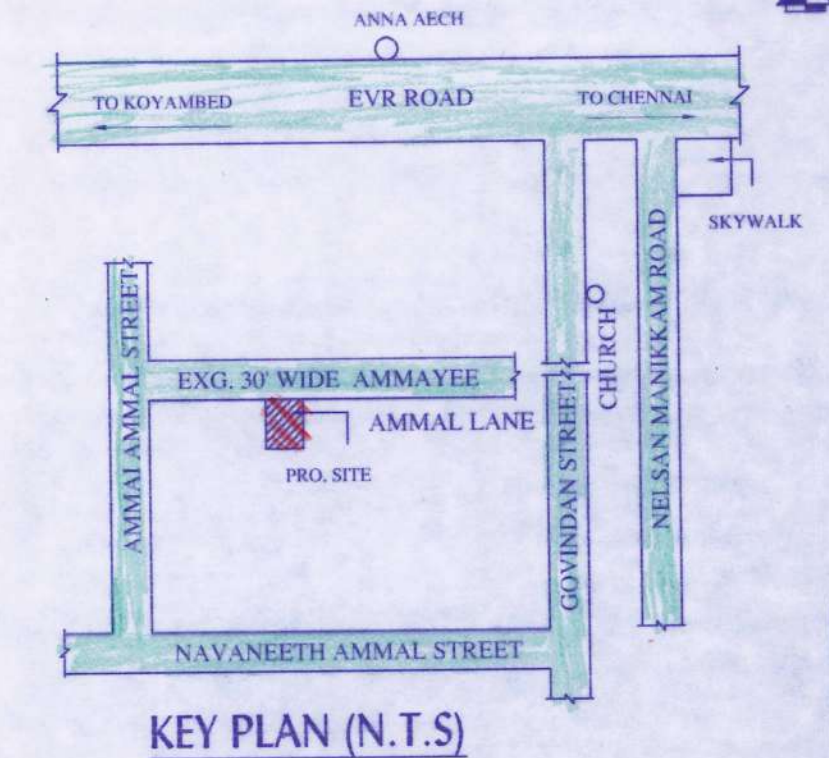 ANNA AECH
TO KOYAMBED
EVR ROAD
TO CHENNAI
SKYWALK
NELSAN MANIKKAM ROAD
CHURCH
GOVINDAN STREET
AMMAI AMMAL STREET
EXG. 30' WIDE AMMAYEE
AMMAL LANE
PRO. SITE
NAVANEETH AMMAL STREET
KEY PLAN (N.T.S)